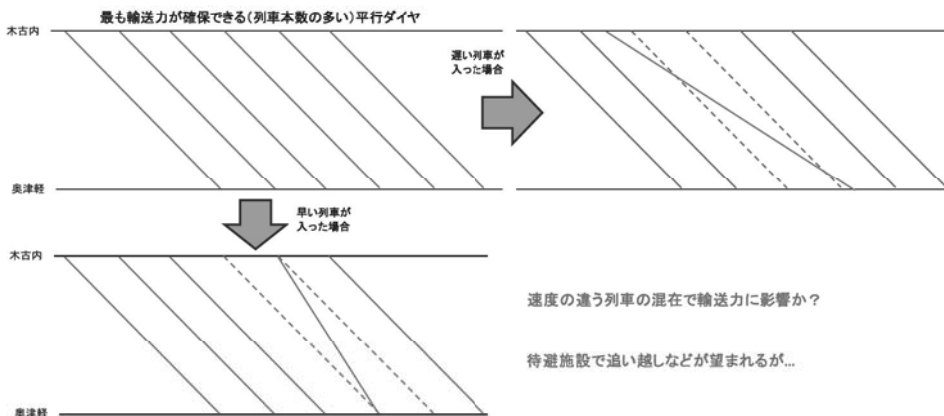 最も輸送力が確保できる(列車本数の多い)平行ダイヤ
木古内
遅い列車が
入った場合
奥津軽
早い列車が
入った場合
木古内
速度の違う列車の混在で輸送力に影響か？
待避施設で追い越しなどが望まれるが...
奥津軽